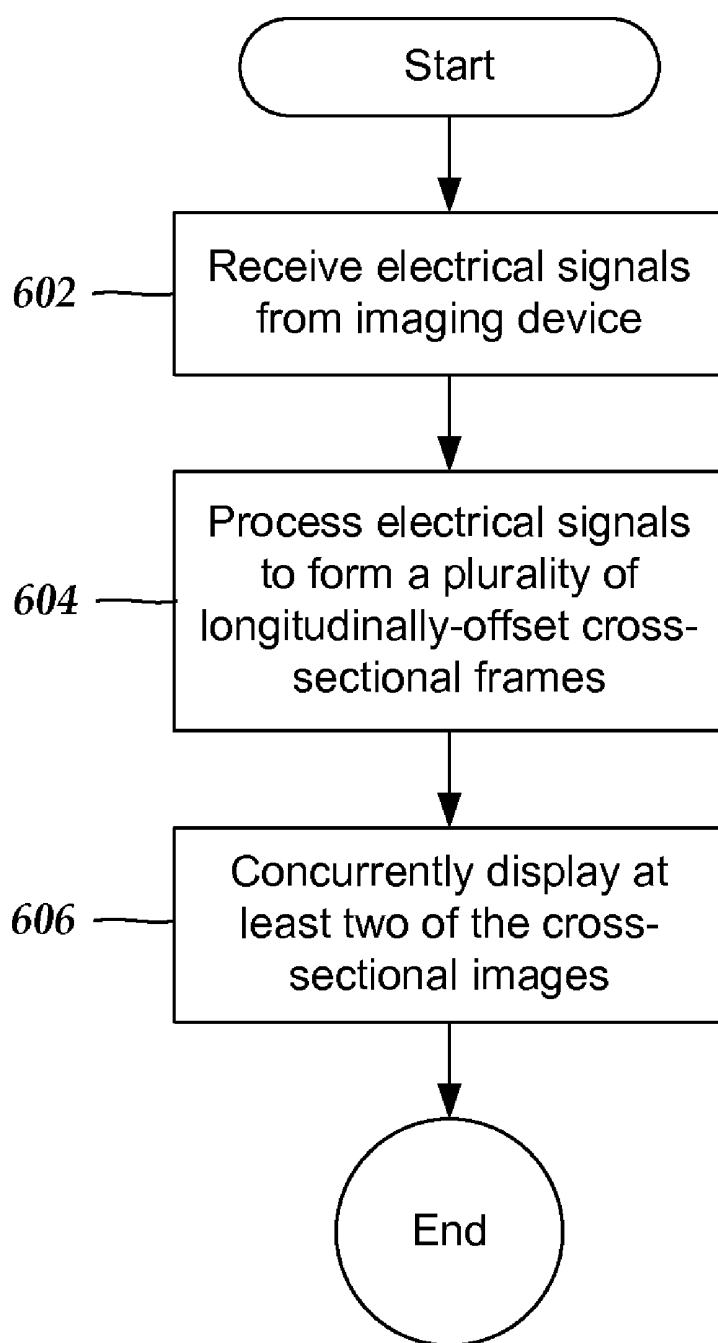 Start
602
Receive electrical signals
from imaging device
604
Process electrical signals
to form a plurality of
longitudinally-offset cross-
sectional frames
606
Concurrently display at
least two of the cross-
sectional images
End